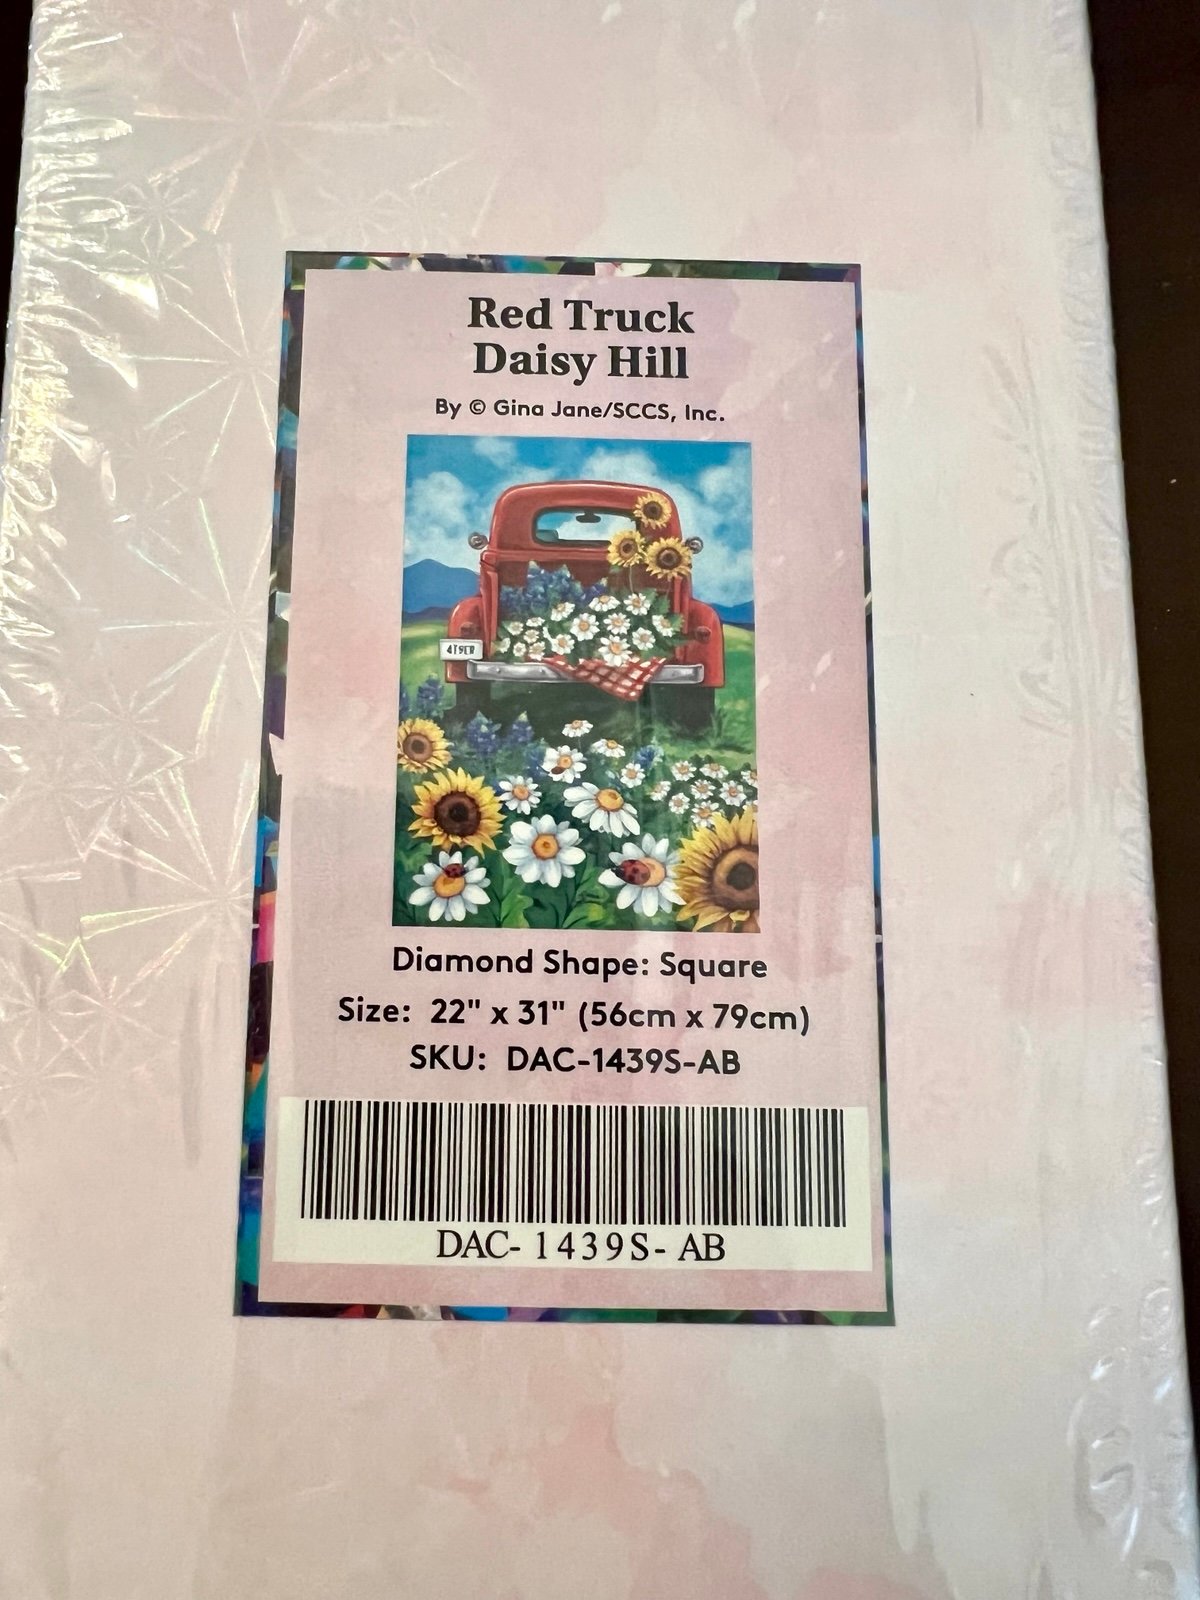 Red Truck
Daisy Hill
By © Gina Jane/SCCS, Inc.
4T9ER
Diamond Shape: Square
Size: 22" x 31" (56cm x 79cm)
SKU: DAC-1439S-AB
DAC- 1439S- AB